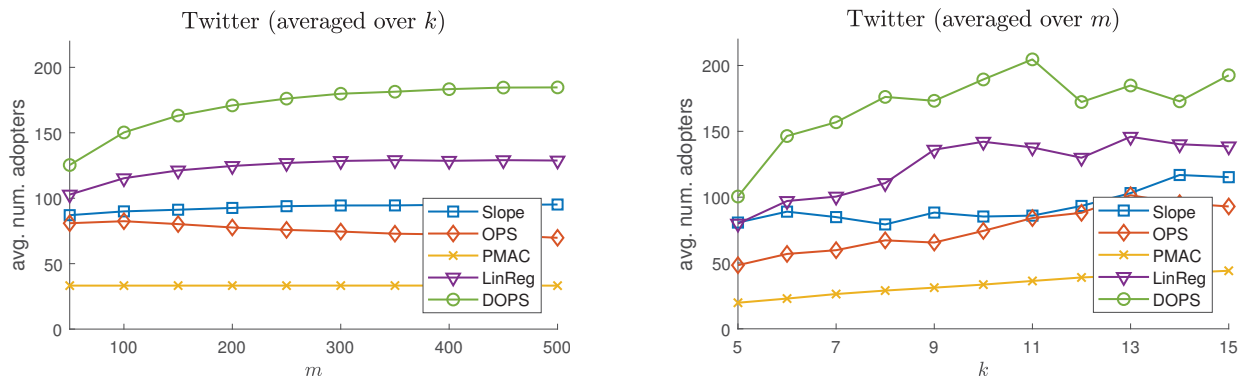 Twitter (averaged over k)
avg. num. adopters
200
150
100
50
0
100
200
300
400
500
m
Slope
OPS
PMAC
LinReg
DOPS
Twitter (averaged over m)
avg. num. adopters
200
150
100
50
0
5
7
9
11
13
15
k
Slope
OPS
PMAC
LinReg
DOPS